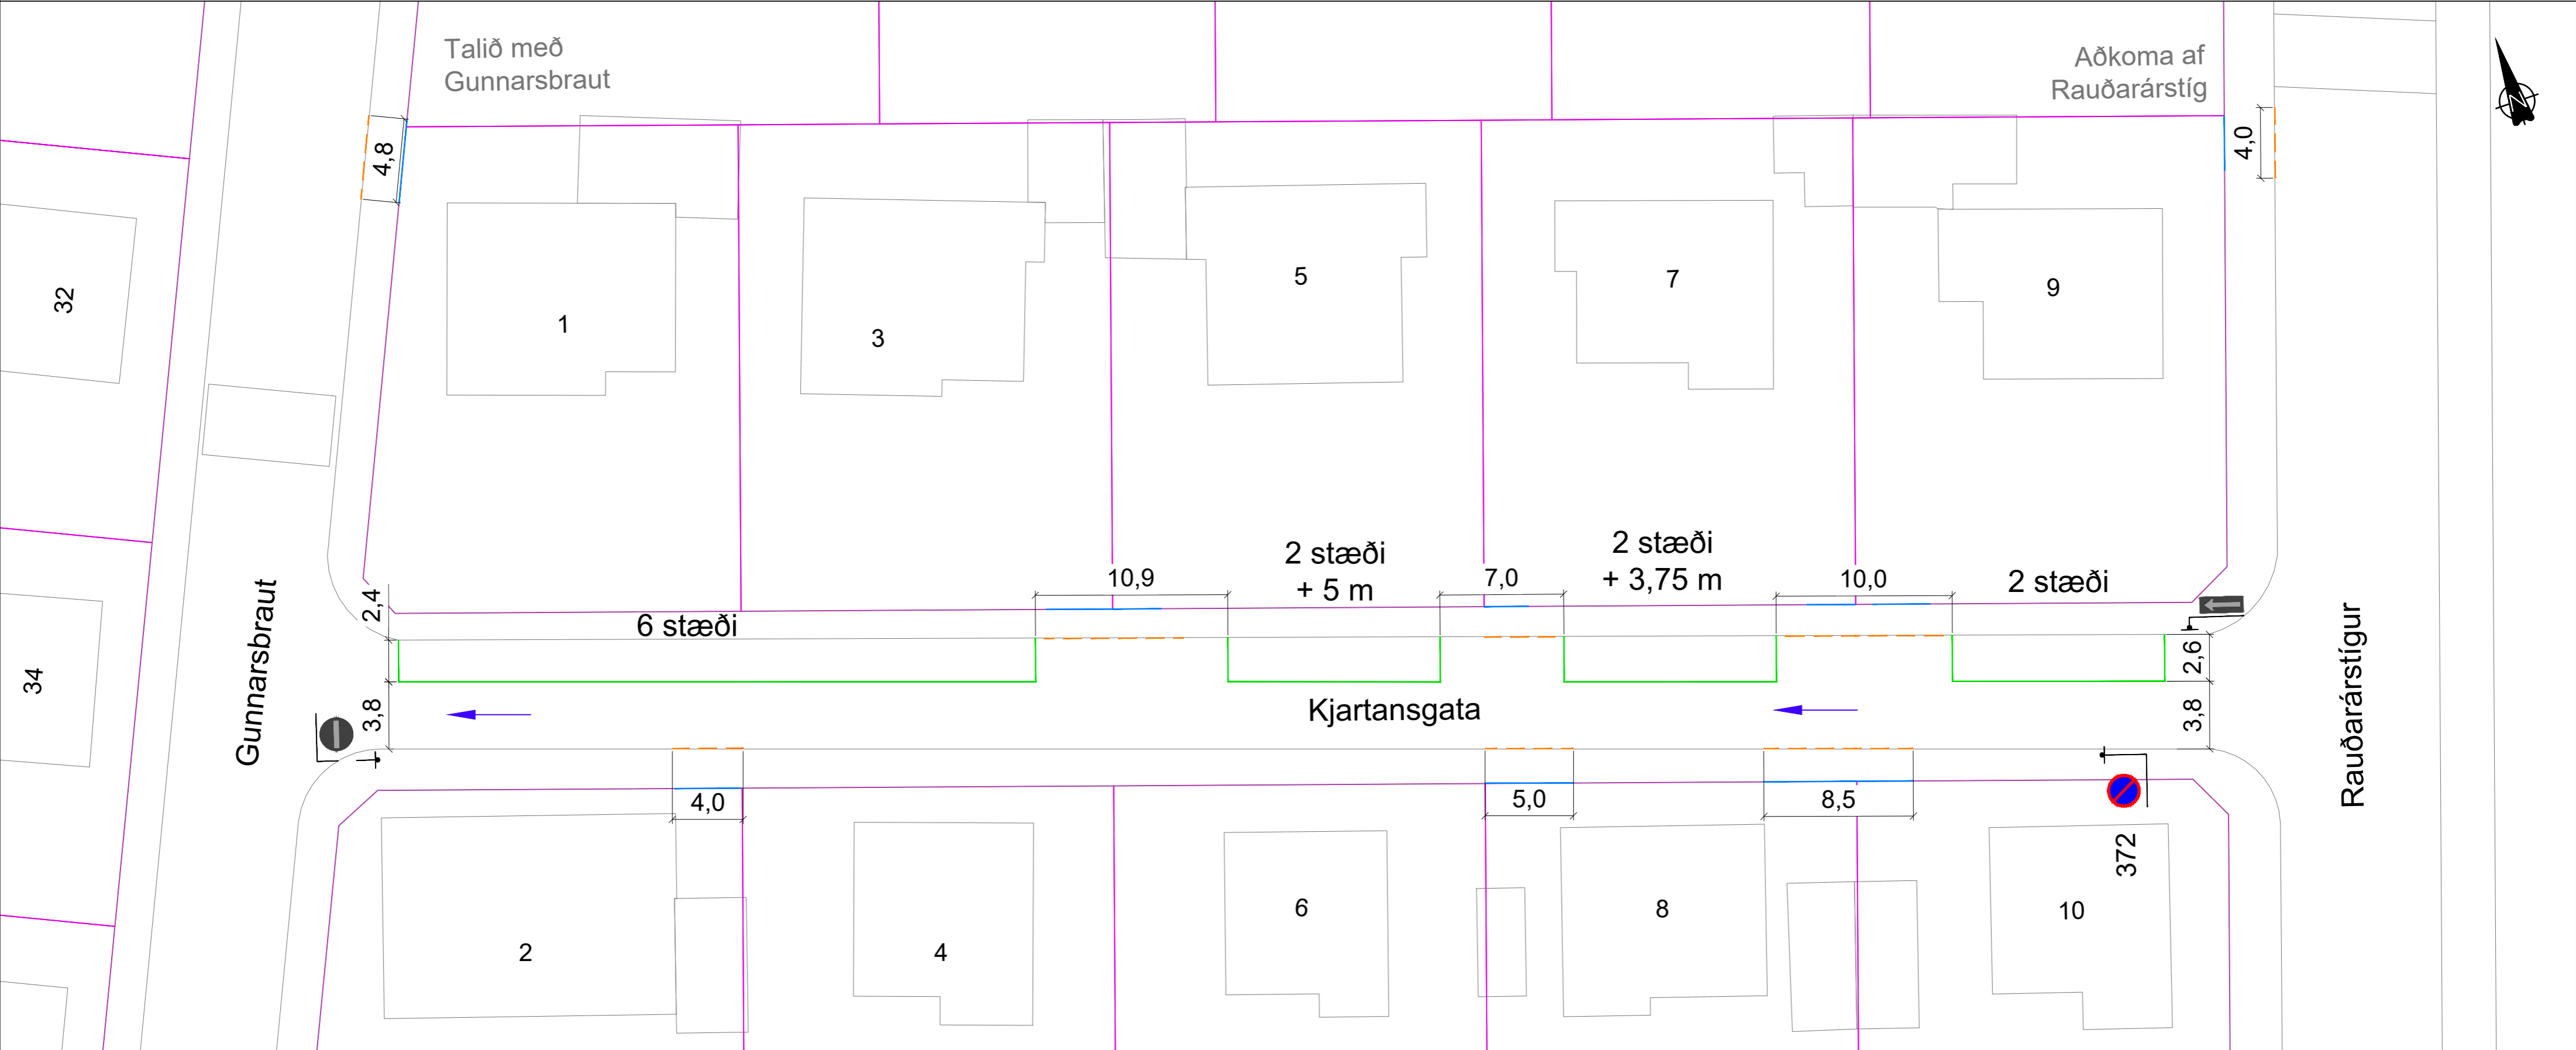 Talið með
Gunnarsbraut
Aðkoma af
Rauðarárstíg
N
4,8
4,0
32
1
3
5
7
9
2 stæði
+ 5 m
2 stæði
+ 3,75 m
10,9
7,0
10,0
2 stæði
6 stæði
2,4
2,6
34
Gunnarsbraut
Kjartansgata
Rauðarárstígur
3,8
3,8
4,0
5,0
8,5
372
2
4
6
8
10